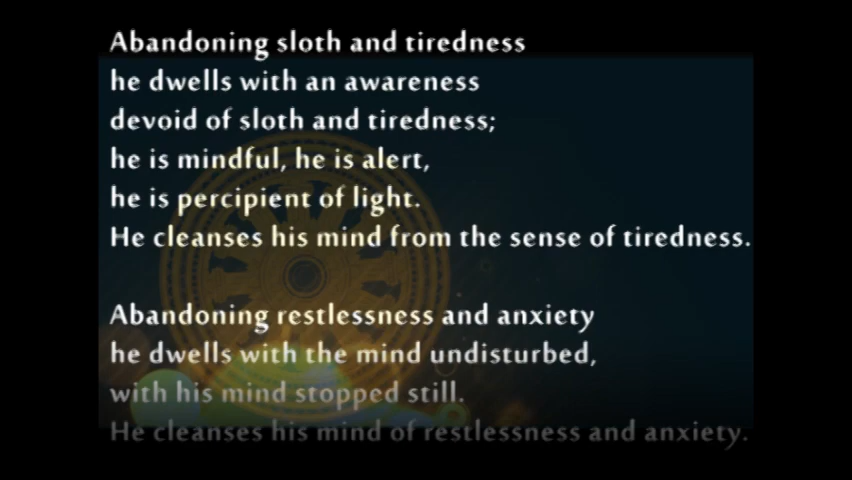 Abandoning sloth and tiredness
he dwells with an awareness
devoid of sloth and tiredness;
he is mindful, he is alert,
he is percipient of light.
He cleanses his mind from the sense of tiredness.
Abandoning restlessness and anxiety
he dwells with the mind undisturbed,
with his mind stopped still.
He cleanses his mind of restlessness and anxiety.